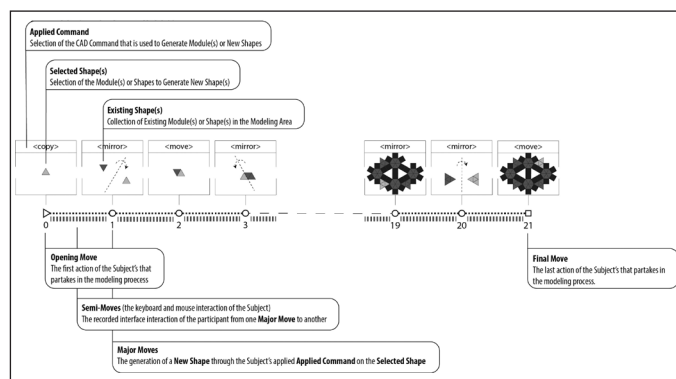 Applied Command
Selection of the CAD Command that is used to Generate Module(s) or New Shapes
Selected Shape(s)
Selection of the Module(s) or Shapes to Generate New Shape(s)
Existing Shape(s)
Collection of Existing Module(s) or Shape(s) in the Modeling Area
<copy> <mirror> <move> <mirror> <mirror> <mirror> <move>
0 1 2 3 19 20 21
Opening Move
The first action of the Subject's that
partakes in the modeling proecess
Final Move
The last action of the Subject's that partakes in
the modeling process.
Semi-Moves (the keyboard and mouse interaction of the Subject)
The recorded interface interaction of the participant from one Major Move to another
Major Moves
The generation of a New Shape through the Subject's applied Applied Command on the Selected Shape